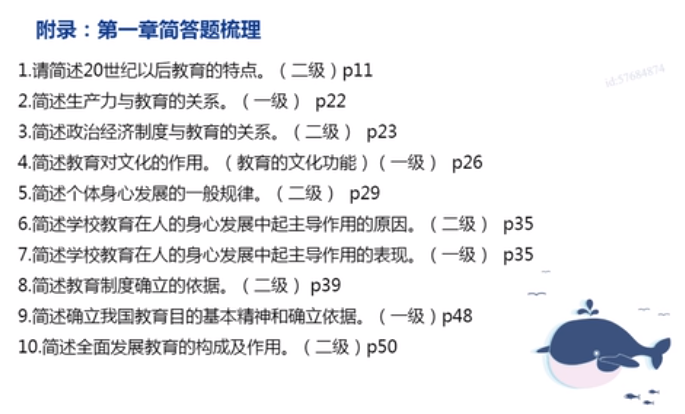 附录：第一章简答题梳理
id:57684874
1.请简述20世纪以后教育的特点。（二级）p11
2.简述生产力与教育的关系。（一级） p22
3.简述政治经济制度与教育的关系。（二级） p23
4.简述教育对文化的作用。（教育的文化功能）（一级） p26
5.简述个体身心发展的一般规律。（二级） p29
6.简述学校教育在人的身心发展中起主导作用的原因。（二级） p35
7.简述学校教育在人的身心发展中起主导作用的表现。（一级） p35
8.简述教育制度确立的依据。（二级）p39
9.简述确立我国教育目的基本精神和确立依据。（一级）p48
10.简述全面发展教育的构成及作用。（二级）p50